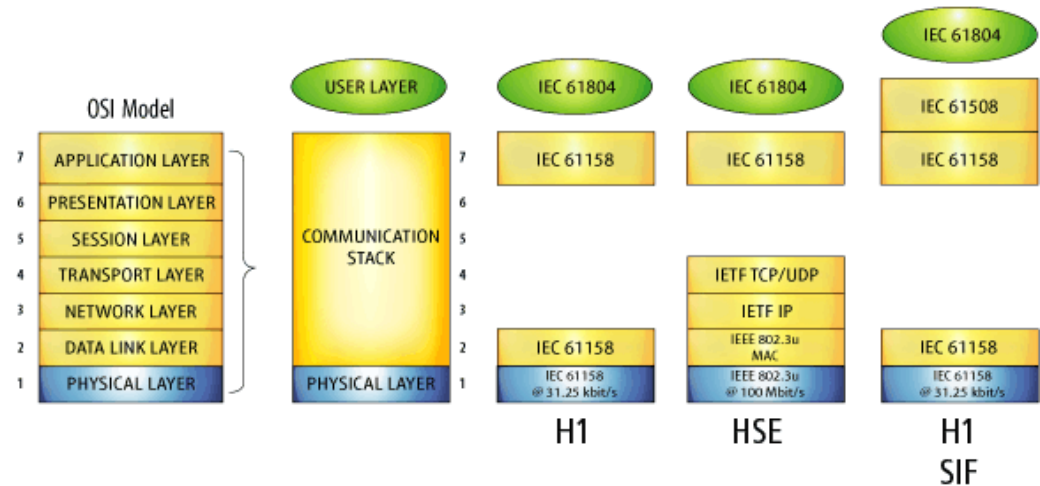 OSI Model
7
APPLICATION LAYER
6
PRESENTATION LAYER
5
SESSION LAYER
4
TRANSPORT LAYER
3
NETWORK LAYER
2
DATA LINK LAYER
1
PHYSICAL LAYER
USER LAYER
COMMUNICATION
STACK
PHYSICAL LAYER
7
6
5
4
3
2
1
IEC 61804
IEC 61158
IEC 61158
IEC 61158
@ 31.25 kbit/s
H1
IEC 61804
IEC 61158
IETF TCP/UDP
IETF IP
IEEE 802.3u
MAC
IEEE 802.3u
@ 100 Mbit/s
HSE
IEC 61804
IEC 61508
IEC 61158
IEC 61158
IEC 61158
@ 31.25 kbit/s
H1
SIF